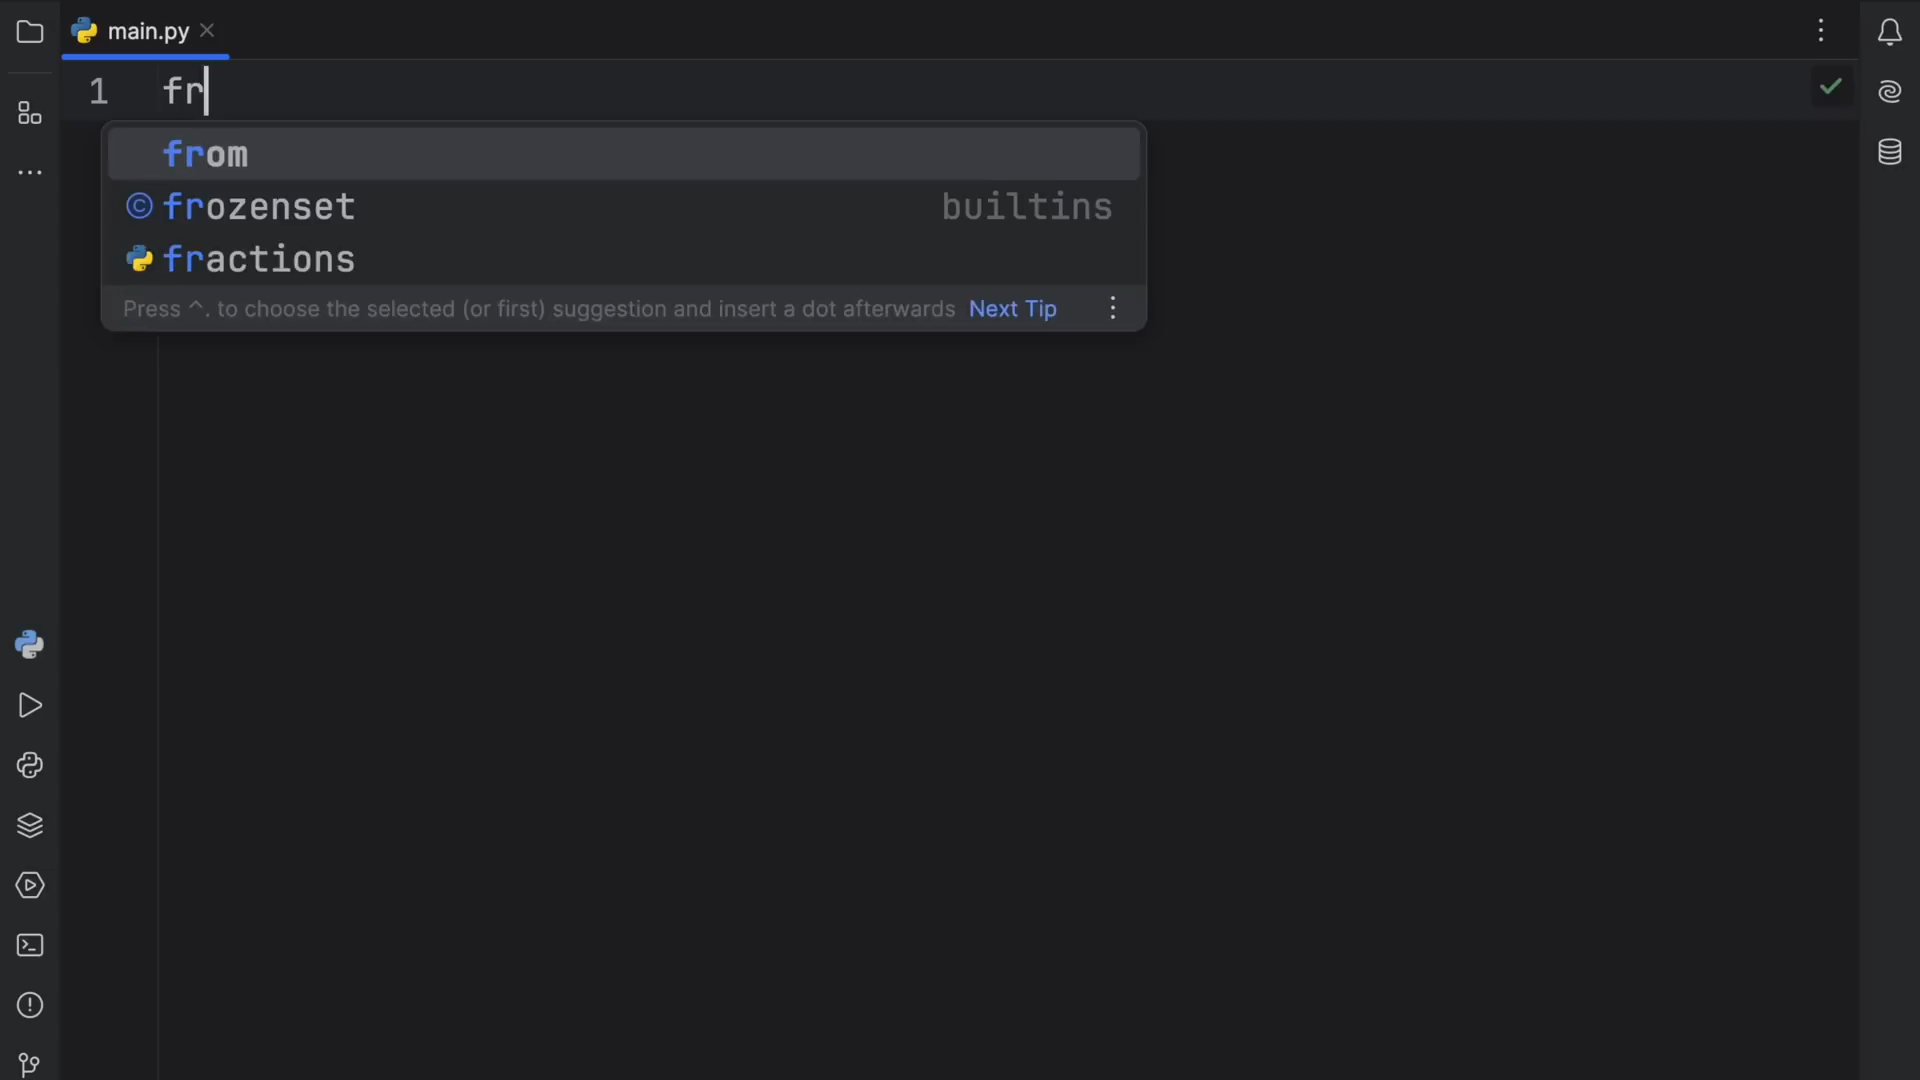 main.py
1 fr
from
frozenset builtins
fractions
Press ^. to choose the selected (or first) suggestion and insert a dot afterwards Next Tip